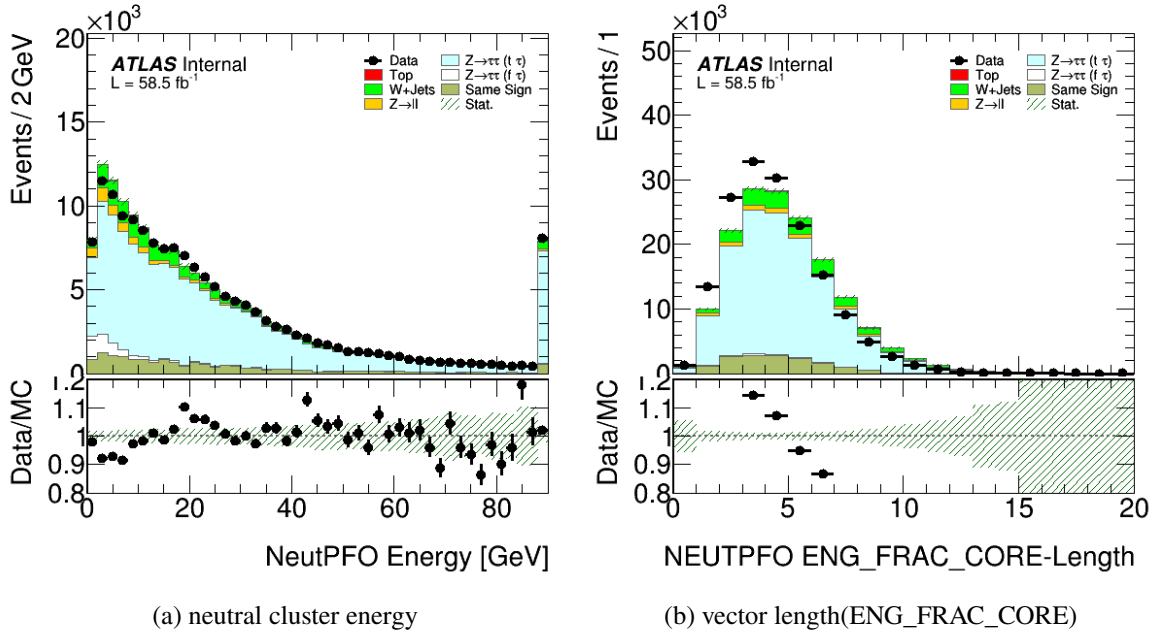 ×10³
20
15
10
5
0
Events / 2 GeV
ATLAS Internal
L = 58.5 fb⁻¹
Data
Top
W+Jets
Z→ll
Z→ττ (t τ)
Z→ττ (f τ)
Same Sign
Stat.
1.2
1.1
1
0.9
0.8
Data/MC
0 20 40 60 80
NeutPFO Energy [GeV]
(a) neutral cluster energy
×10³
50
40
30
20
10
0
Events / 1
ATLAS Internal
L = 58.5 fb⁻¹
Data
Top
W+Jets
Z→ll
Z→ττ (t τ)
Z→ττ (f τ)
Same Sign
Stat.
1.2
1.1
1
0.9
0.8
Data/MC
0 5 10 15 20
NEUTPFO ENG_FRAC_CORE-Length
(b) vector length(ENG_FRAC_CORE)